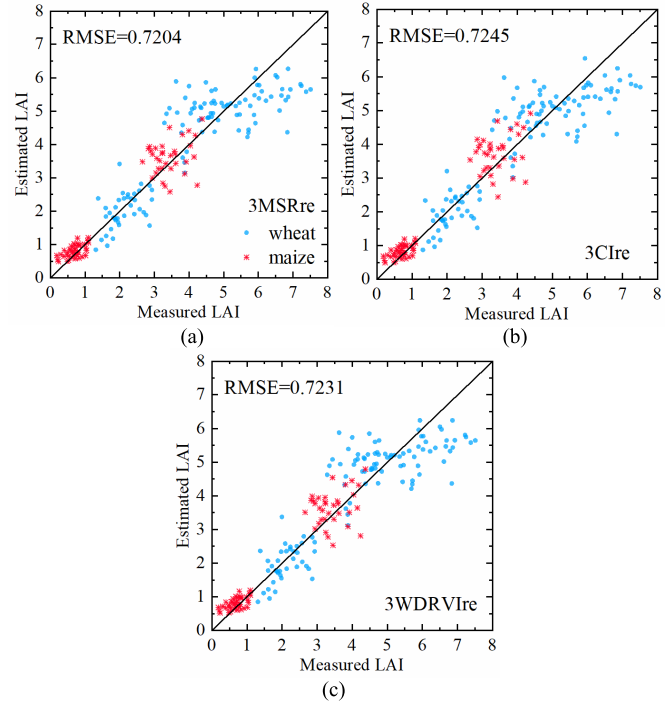 RMSE=0.7204
Estimated LAI
8
7
6
5
4
3
2
1
0
3MSRre
wheat
maize
0 1 2 3 4 5 6 7 8
Measured LAI
(a)
RMSE=0.7245
Estimated LAI
8
7
6
5
4
3
2
1
0
3CIre
0 1 2 3 4 5 6 7 8
Measured LAI
(b)
RMSE=0.7231
Estimated LAI
8
7
6
5
4
3
2
1
0
3WDRVIre
0 1 2 3 4 5 6 7 8
Measured LAI
(c)